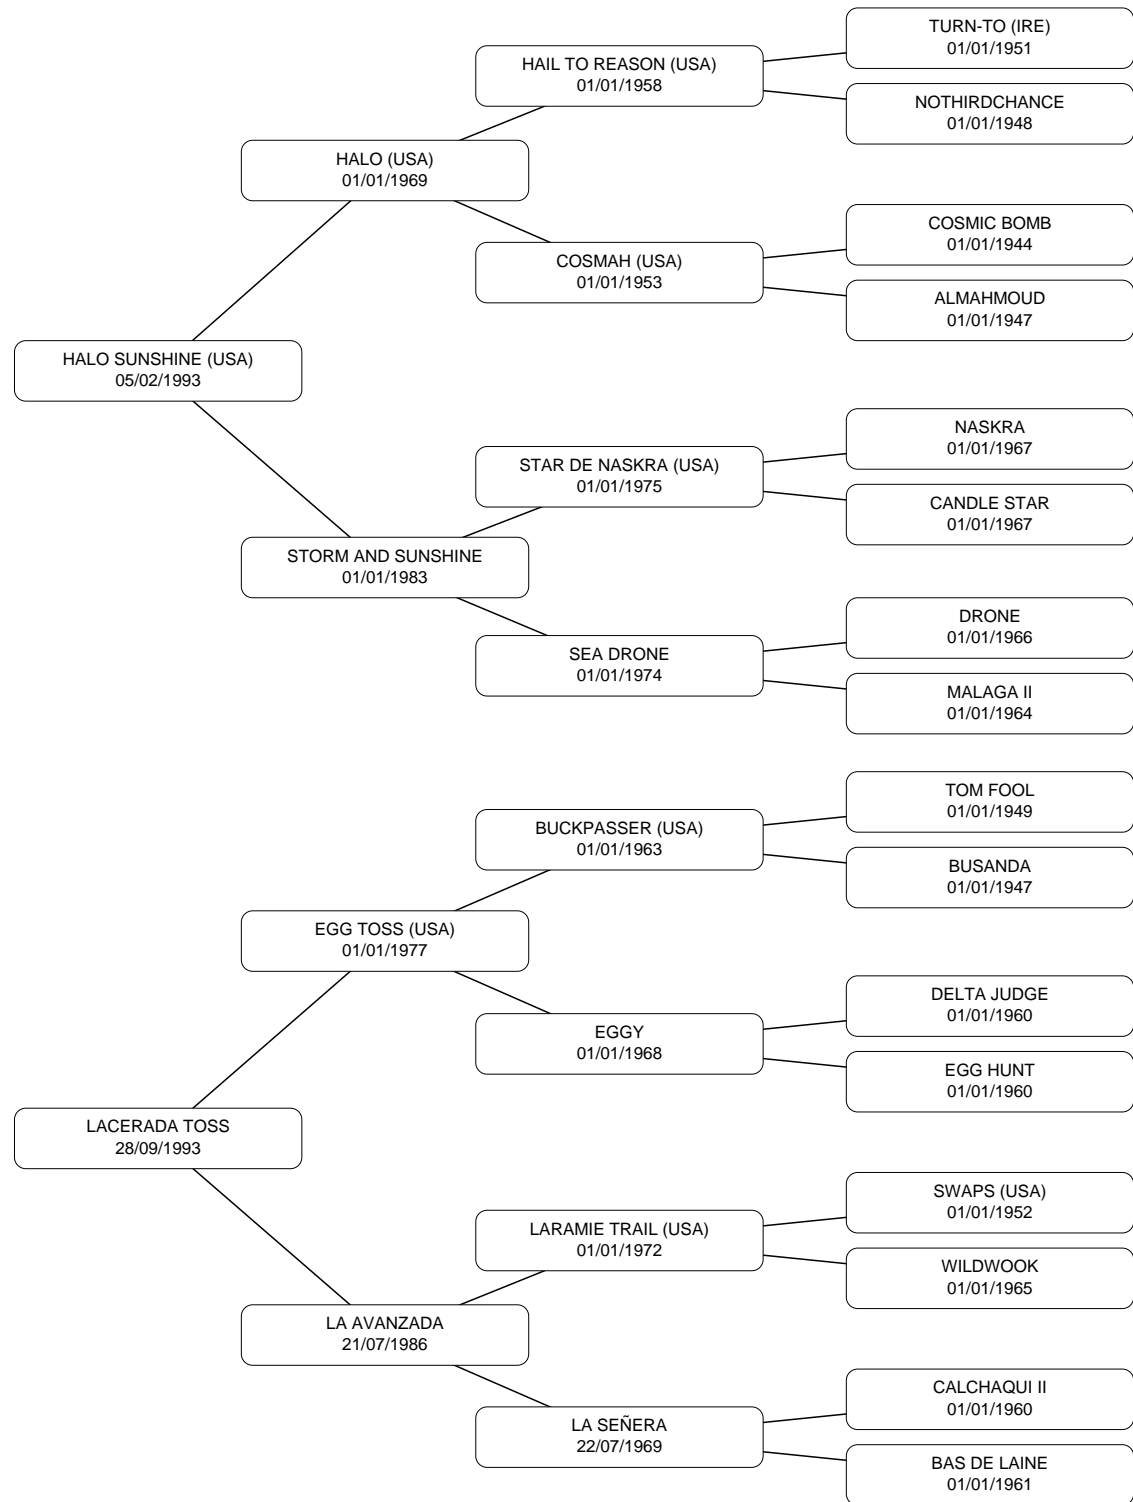 TURN-TO (IRE)
01/01/1951
HAIL TO REASON (USA)
01/01/1958
NOTHIRDCHANCE
01/01/1948
HALO (USA)
01/01/1969
COSMIC BOMB
01/01/1944
COSMAH (USA)
01/01/1953
ALMAHMOUD
01/01/1947
HALO SUNSHINE (USA)
05/02/1993
NASKRA
01/01/1967
STAR DE NASKRA (USA)
01/01/1975
CANDLE STAR
01/01/1967
STORM AND SUNSHINE
01/01/1983
DRONE
01/01/1966
SEA DRONE
01/01/1974
MALAGA II
01/01/1964
TOM FOOL
01/01/1949
BUCKPASSER (USA)
01/01/1963
BUSANDA
01/01/1947
EGG TOSS (USA)
01/01/1977
DELTA JUDGE
01/01/1960
EGGY
01/01/1968
EGG HUNT
01/01/1960
LACERADA TOSS
28/09/1993
SWAPS (USA)
01/01/1952
LARAMIE TRAIL (USA)
01/01/1972
WILDWOOK
01/01/1965
LA AVANZADA
21/07/1986
CALCHAQUI II
01/01/1960
LA SEÑERA
22/07/1969
BAS DE LAINE
01/01/1961